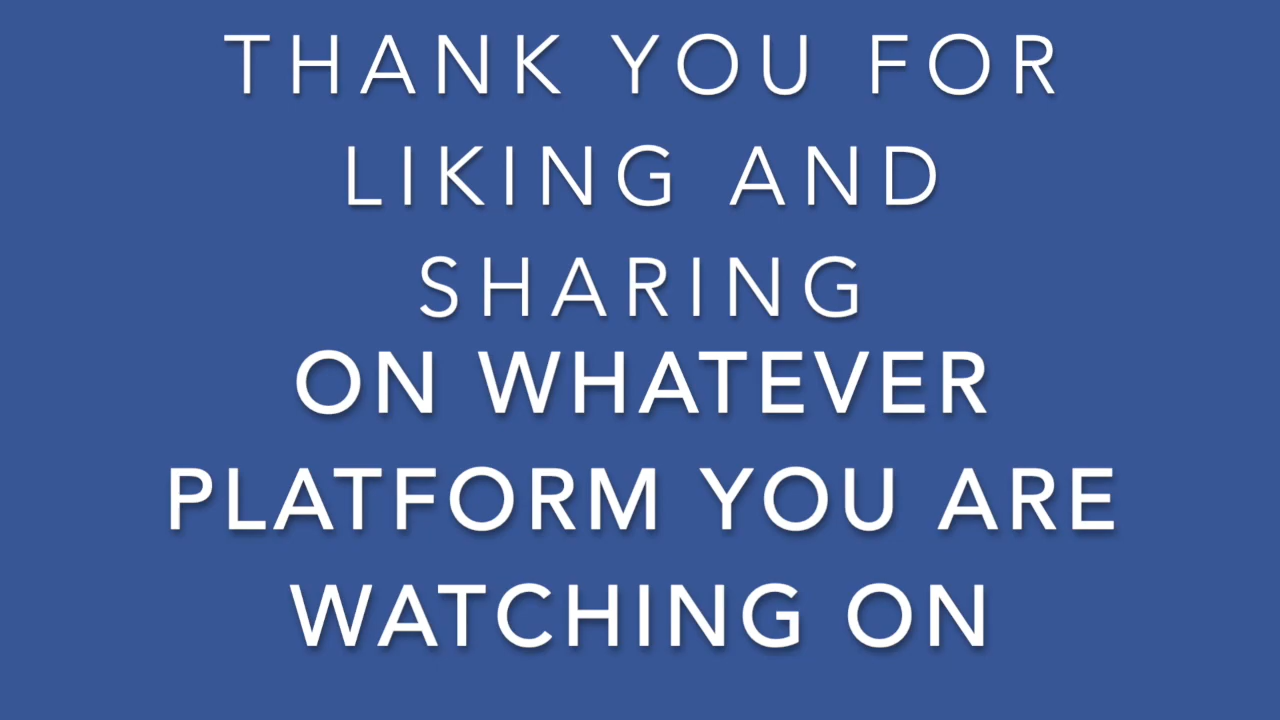 THANK YOU FOR
LIKING AND
SHARING
ON WHATEVER
PLATFORM YOU ARE
WATCHING ON